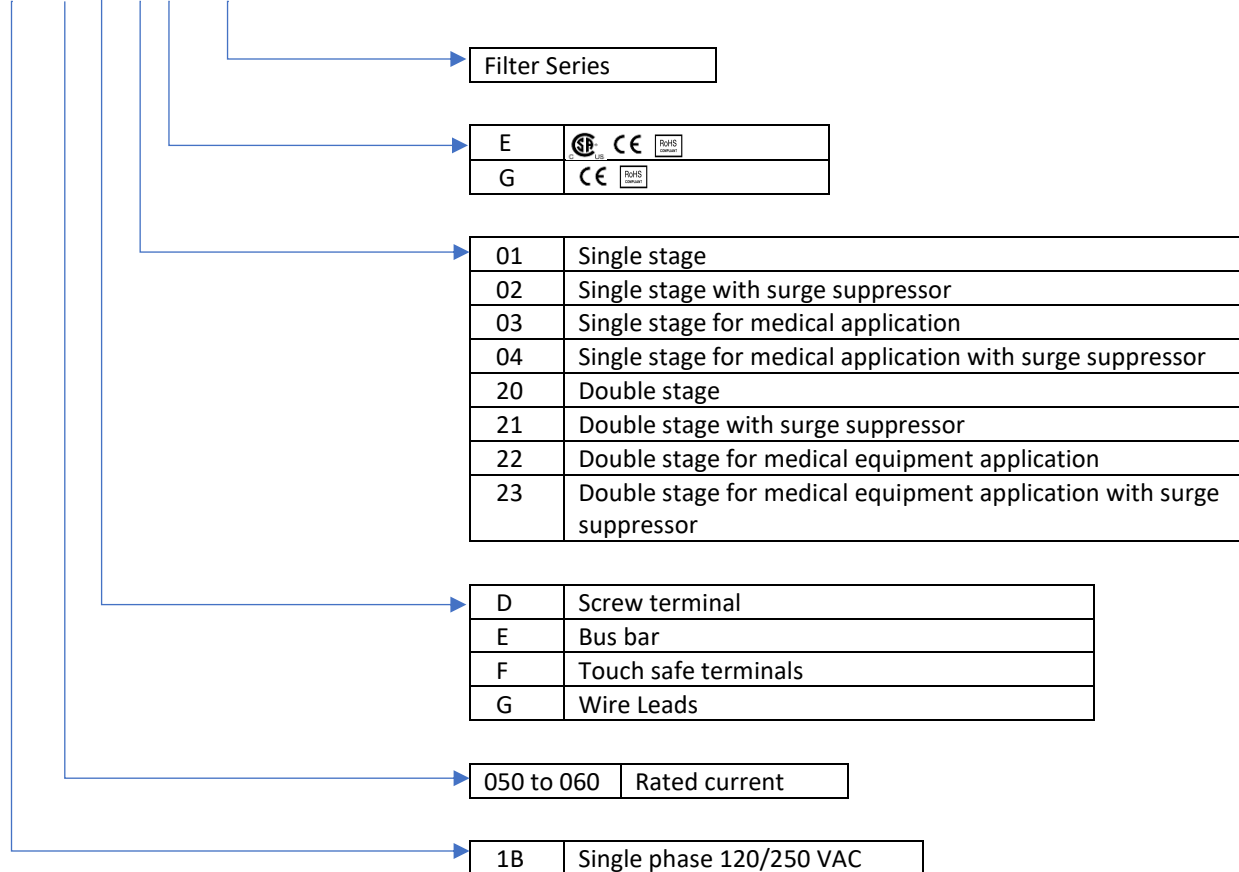 Filter Series
E C SA US CE RoHS COMPLIANT
G CE RoHS COMPLIANT
01 Single stage
02 Single stage with surge suppressor
03 Single stage for medical application
04 Single stage for medical application with surge suppressor
20 Double stage
21 Double stage with surge suppressor
22 Double stage for medical equipment application
23 Double stage for medical equipment application with surge
suppressor
D Screw terminal
E Bus bar
F Touch safe terminals
G Wire Leads
050 to 060 Rated current
1B Single phase 120/250 VAC